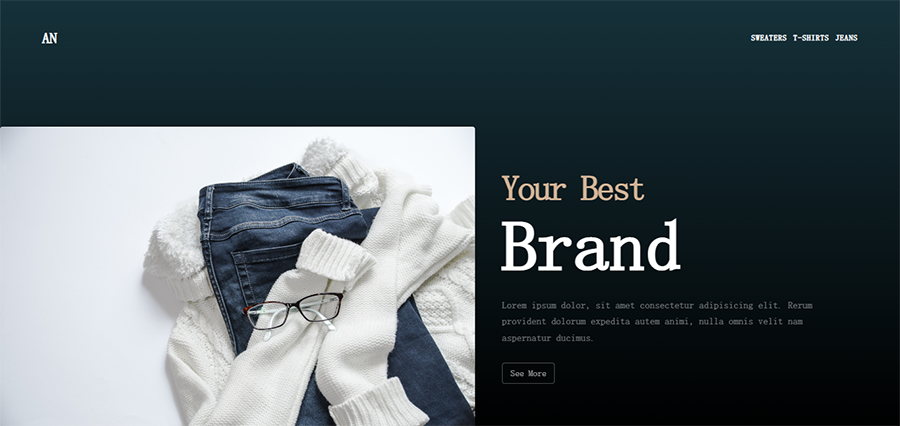 AN
SWEATERS T-SHIRTS JEANS
Your Best
Brand
Lorem ipsum dolor, sit amet consectetur adipisicing elit. Rerum
provident dolorum expedita autem animi, nulla omnis velit nam
aspernatur ducimus.
See More